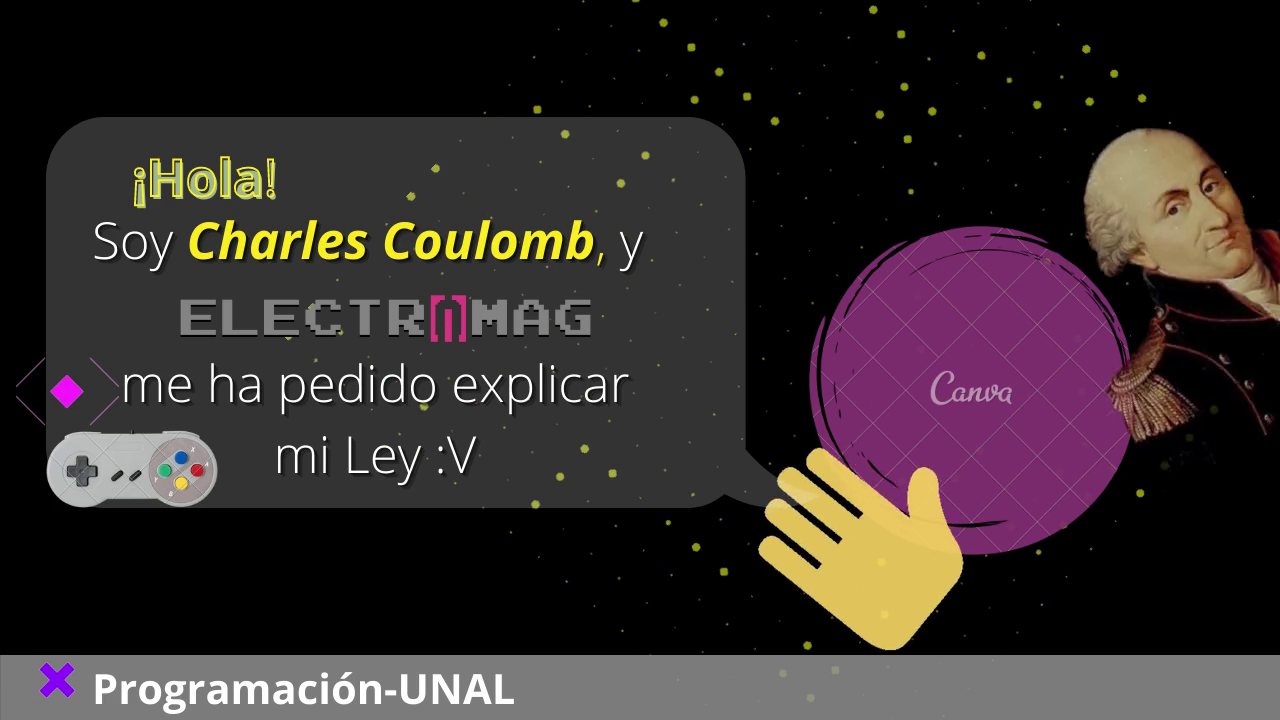 ¡Hola!
Soy Charles Coulomb, y
ELECTR[]MAG
me ha pedido explicar
mi Ley :V
Canva
Programación-UNAL